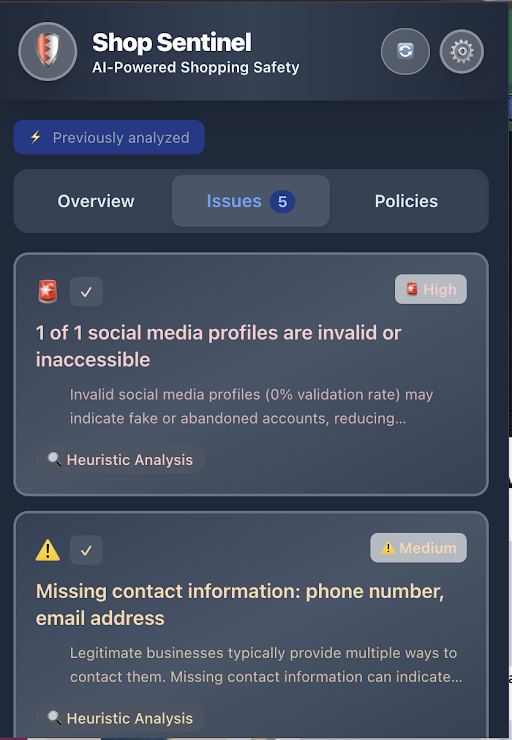 Shop Sentinel
AI-Powered Shopping Safety
Previously analyzed
Overview
Issues 5
Policies
High
1 of 1 social media profiles are invalid or
inaccessible
Invalid social media profiles (0% validation rate) may
indicate fake or abandoned accounts, reducing...
Heuristic Analysis
Medium
Missing contact information: phone number,
email address
Legitimate businesses typically provide multiple ways to
contact them. Missing contact information can indicate...
Heuristic Analysis